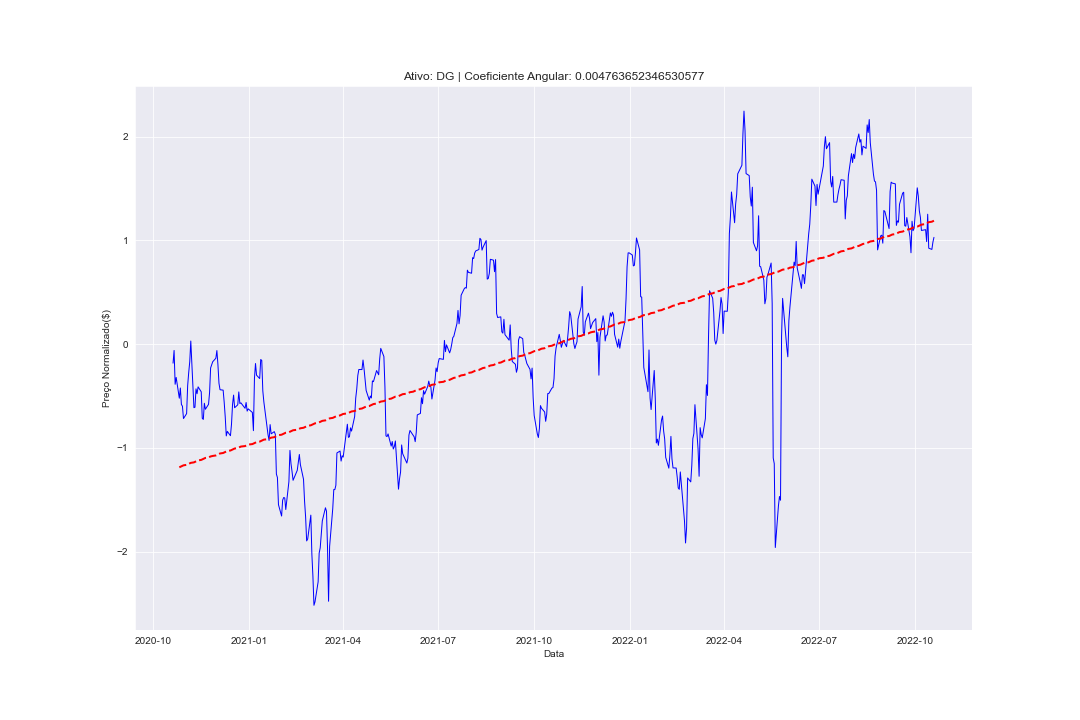 Ativo: DG | Coeficiente Angular: 0.004763652346530577
Preço Normalizado($)
2
1
0
−1
−2
2020-10 2021-01 2021-04 2021-07 2021-10 2022-01 2022-04 2022-07 2022-10
Data